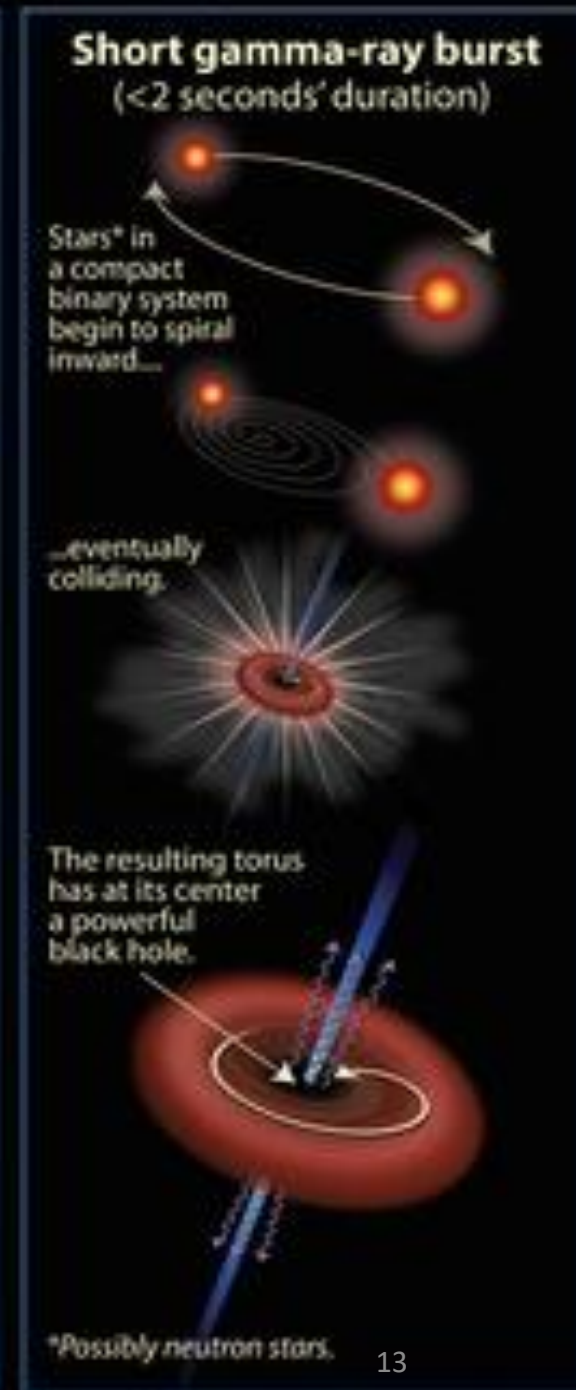 Short gamma-ray burst
(<2 seconds’ duration)
Stars* in
a compact
binary system
begin to spiral
inward....
...eventually
colliding.
The resulting torus
has at its center
a powerful
black hole.
*Possibly neutron stars.
13